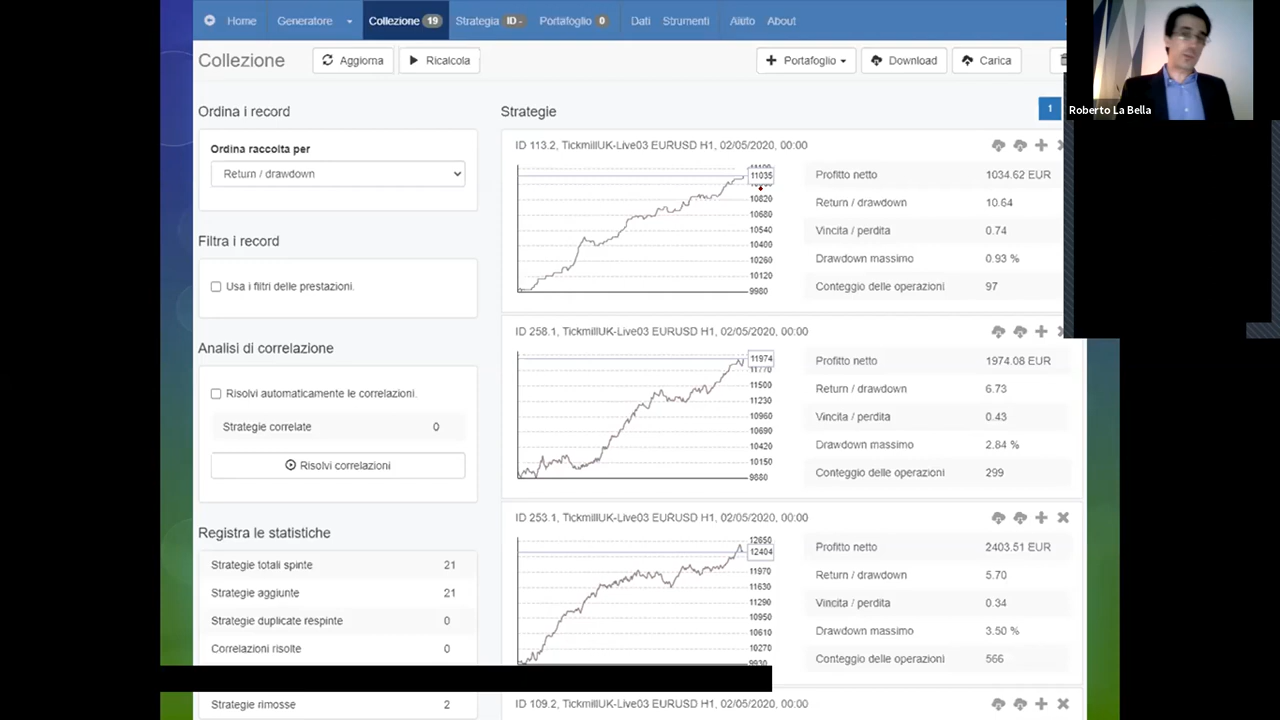 Home Generatore Collezione 19 Strategia ID - Portafoglio 0 Dati Strumenti Aiuto About
Collezione Aggiorna Ricalcola Portafoglio Download Carica
Roberto La Bella
Ordina i record
Ordina raccolta per
Return / drawdown
Filtra i record
Usa i filtri delle prestazioni.
Analisi di correlazione
Risolvi automaticamente le correlazioni.
Strategie correlate 0
Risolvi correlazioni
Registra le statistiche
Strategie totali spinte 21
Strategie aggiunte 21
Strategie duplicate respinte 0
Correlazioni risolte 0
Strategie rimosse 2
Strategie
1
ID 113.2, TickmillUK-Live03 EURUSD H1, 02/05/2020, 00:00
11035
10820
10680
10540
10400
10260
10120
9980
Profitto netto 1034.62 EUR
Return / drawdown 10.64
Vincita / perdita 0.74
Drawdown massimo 0.93 %
Conteggio delle operazioni 97
ID 258.1, TickmillUK-Live03 EURUSD H1, 02/05/2020, 00:00
11974
11770
11500
11230
10960
10690
10420
10150
9880
Profitto netto 1974.08 EUR
Return / drawdown 6.73
Vincita / perdita 0.43
Drawdown massimo 2.84 %
Conteggio delle operazioni 299
ID 253.1, TickmillUK-Live03 EURUSD H1, 02/05/2020, 00:00
12650
12404
11970
11630
11290
10950
10610
10270
9930
Profitto netto 2403.51 EUR
Return / drawdown 5.70
Vincita / perdita 0.34
Drawdown massimo 3.50 %
Conteggio delle operazioni 566
ID 109.2, TickmillUK-Live03 EURUSD H1, 02/05/2020, 00:00